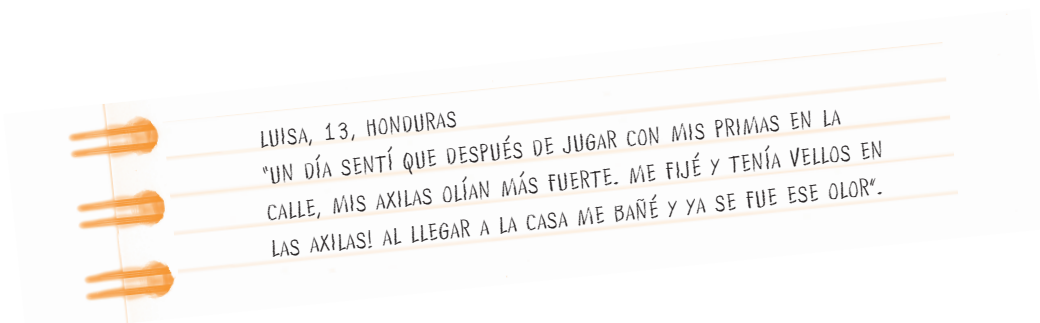 LUISA, 13, HONDURAS
"UN DÍA SENTÍ QUE DESPUÉS DE JUGAR CON MIS PRIMAS EN LA
CALLE, MIS AXILAS OLÍAN MÁS FUERTE. ME FIJÉ Y TENÍA VELLOS EN
LAS AXILAS! AL LLEGAR A LA CASA ME BAÑÉ Y YA SE FUE ESE OLOR".